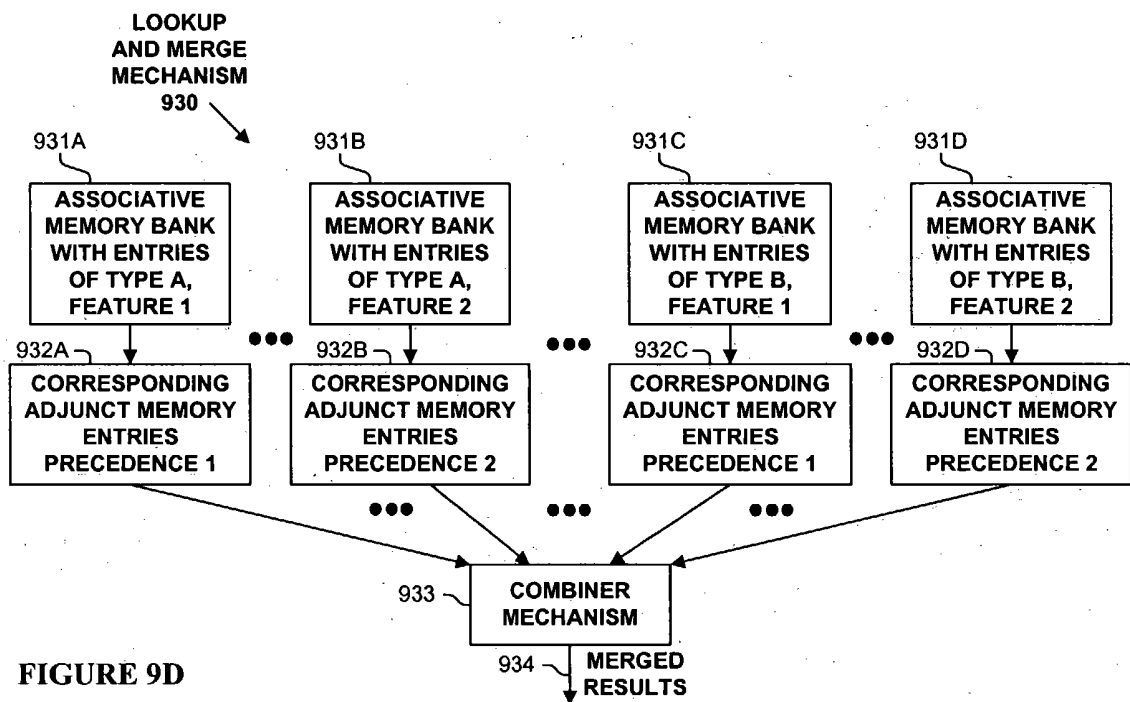 LOOKUP
AND MERGE
MECHANISM
930
931A
931B
931C
931D
ASSOCIATIVE
MEMORY BANK
WITH ENTRIES
OF TYPE A,
FEATURE 1
ASSOCIATIVE
MEMORY BANK
WITH ENTRIES
OF TYPE A,
FEATURE 2
ASSOCIATIVE
MEMORY BANK
WITH ENTRIES
OF TYPE B,
FEATURE 1
ASSOCIATIVE
MEMORY BANK
WITH ENTRIES
OF TYPE B,
FEATURE 2
932A
932B
932C
932D
CORRESPONDING
ADJUNCT MEMORY
ENTRIES
PRECEDENCE 1
CORRESPONDING
ADJUNCT MEMORY
ENTRIES
PRECEDENCE 2
CORRESPONDING
ADJUNCT MEMORY
ENTRIES
PRECEDENCE 1
CORRESPONDING
ADJUNCT MEMORY
ENTRIES
PRECEDENCE 2
933
COMBINER
MECHANISM
934
MERGED
RESULTS
FIGURE 9D